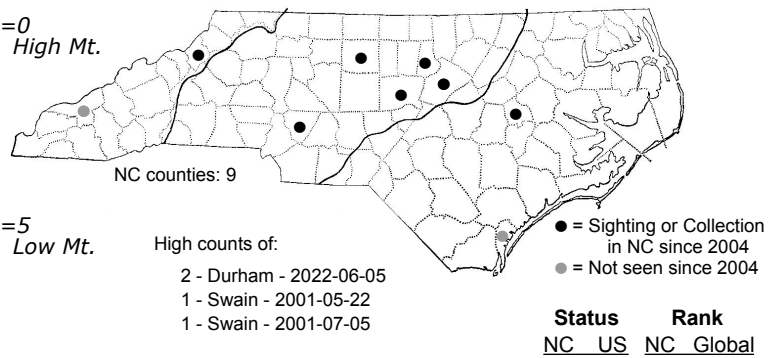 =0
High Mt.
NC counties: 9
=5
Low Mt.
High counts of:
2 - Durham - 2022-06-05
1 - Swain - 2001-05-22
1 - Swain - 2001-07-05
= Sighting or Collection
in NC since 2004
= Not seen since 2004
Status Rank
NC US NC Global